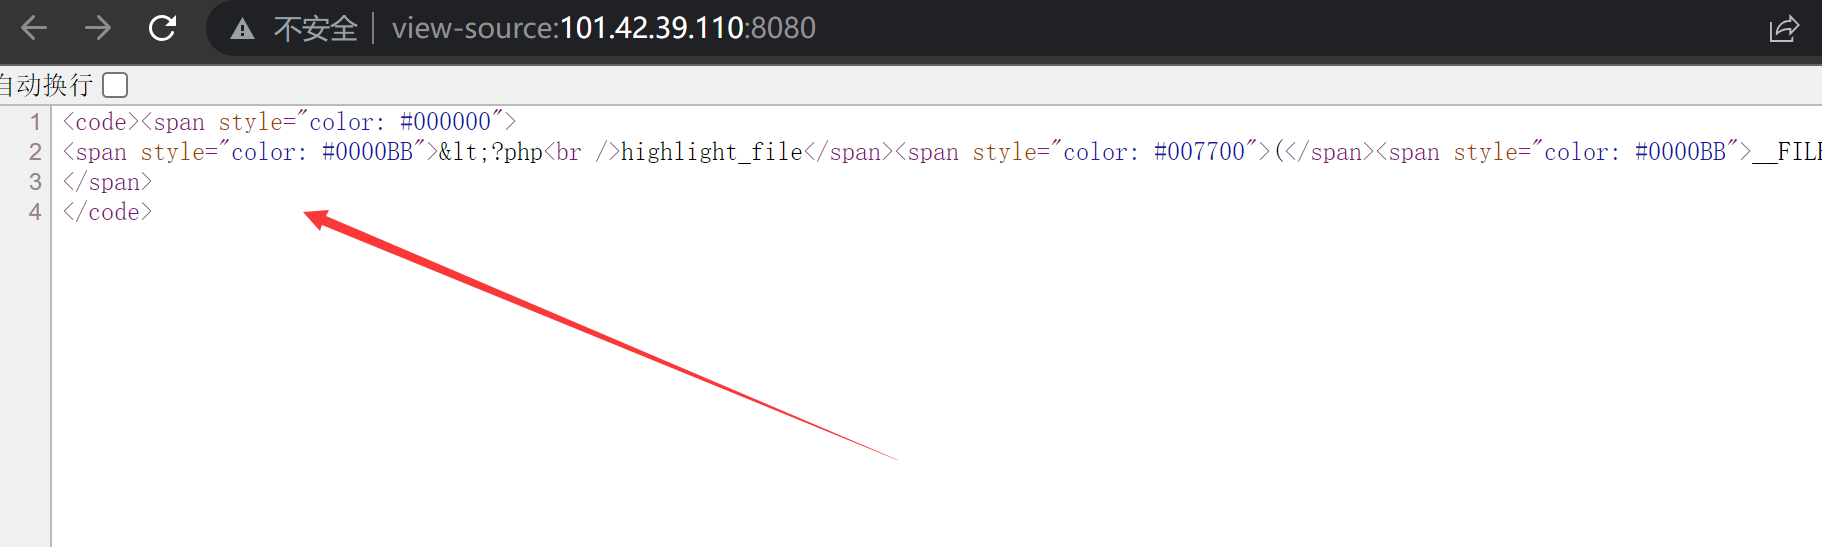 不安全 view-source:101.42.39.110:8080
自动换行
1 <code><span style="color: #000000">
2 <span style="color: #0000BB">&lt;?php<br />highlight_file</span><span style="color: #007700">(</span><span style="color: #0000BB">__FILE
3 </span>
4 </code>